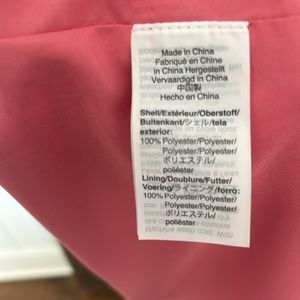 Made in China
Fabriqué en Chine
in China Hergestellt
Vervaardigd in China
中国製
Hecho en China
Shell/Extérieur/Oberstoff/
Buitenkant/シェル/tela
exterior:
100% Polyester/Polyester/
Polyester/Polyester/
ポリエステル/
poliéster
Lining/Doublure/Futter/
Voering/ライニング/forro:
100% Polyester/Polyester/
Polyester/Polyester/
ポリエステル/
poliéster